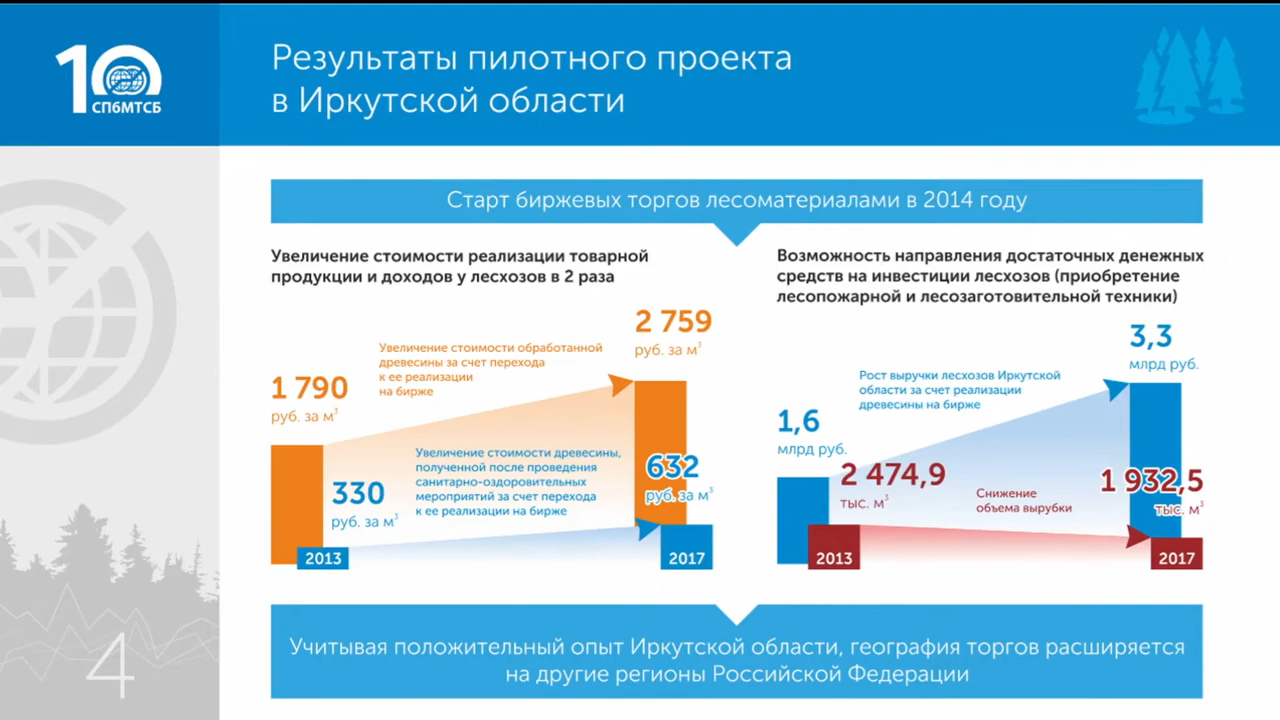 10
СПбМТСБ
Результаты пилотного проекта
в Иркутской области
Старт биржевых торгов лесоматериалами в 2014 году
Увеличение стоимости реализации товарной
продукции и доходов у лесхозов в 2 раза
2 759
руб. за м³
Увеличение стоимости обработанной
древесины за счет перехода
к ее реализации
на бирже
1 790
руб. за м³
Увеличение стоимости древесины,
полученной после проведения
санитарно-оздоровительных
мероприятий за счет перехода
к ее реализации на бирже
632
руб. за м³
330
руб. за м³
2013
2017
Возможность направления достаточных денежных
средств на инвестиции лесхозов (приобретение
лесопожарной и лесозаготовительной техники)
3,3
млрд руб.
Рост выручки лесхозов Иркутской
области за счет реализации
древесины на бирже
1,6
млрд руб.
2 474,9
тыс. м³
Снижение
объема вырубки
1 932,5
тыс. м³
2013
2017
Учитывая положительный опыт Иркутской области, география торгов расширяется
на другие регионы Российской Федерации
4